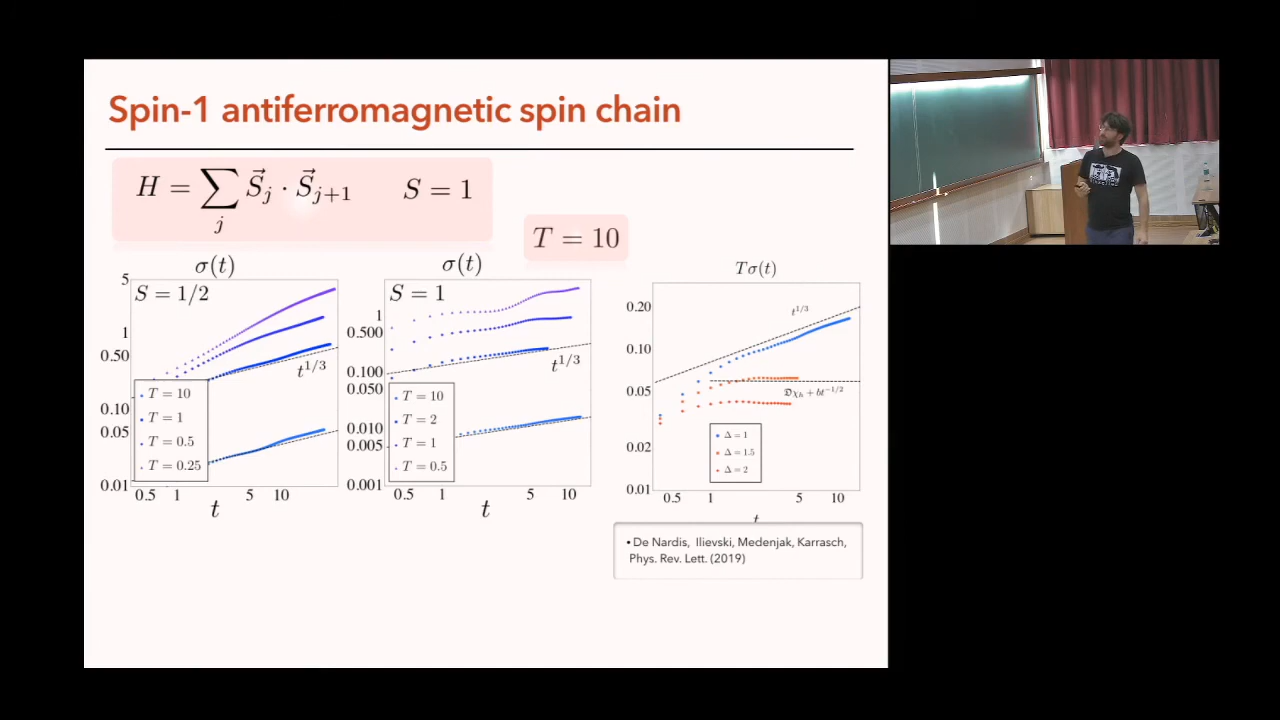 Spin-1 antiferromagnetic spin chain
H = ∑_j S⃗_j · S⃗_{j+1}   S = 1
T = 10
σ(t)
S = 1/2
5
1
0.50
0.10
0.05
0.01
t^{1/3}
T = 10
T = 1
T = 0.5
T = 0.25
0.5 1 5 10
t
σ(t)
S = 1
1
0.500
0.100
0.050
0.010
0.005
0.001
t^{1/3}
T = 10
T = 2
T = 1
T = 0.5
0.5 1 5 10
t
Tσ(t)
0.20
0.10
0.05
0.02
0.01
t^{1/3}
𝔇χ_h + bt^{-1/2}
Δ = 1
Δ = 1.5
Δ = 2
0.5 1 5 10
t
• De Nardis, Ilievski, Medenjak, Karrasch,
Phys. Rev. Lett. (2019)